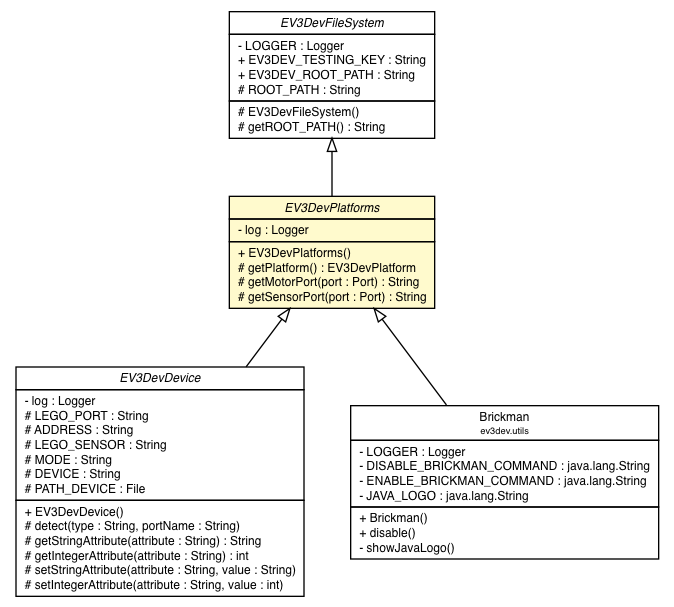 EV3DevFileSystem
- LOGGER : Logger
+ EV3DEV_TESTING_KEY : String
+ EV3DEV_ROOT_PATH : String
# ROOT_PATH : String
# EV3DevFileSystem()
# getROOT_PATH() : String
EV3DevPlatforms
- log : Logger
+ EV3DevPlatforms()
# getPlatform() : EV3DevPlatform
# getMotorPort(port : Port) : String
# getSensorPort(port : Port) : String
EV3DevDevice
- log : Logger
# LEGO_PORT : String
# ADDRESS : String
# LEGO_SENSOR : String
# MODE : String
# DEVICE : String
# PATH_DEVICE : File
+ EV3DevDevice()
# detect(type : String, portName : String)
# getStringAttribute(attribute : String) : String
# getIntegerAttribute(attribute : String) : int
# setStringAttribute(attribute : String, value : String)
# setIntegerAttribute(attribute : String, value : int)
Brickman
ev3dev.utils
- LOGGER : Logger
- DISABLE_BRICKMAN_COMMAND : java.lang.String
- ENABLE_BRICKMAN_COMMAND : java.lang.String
- JAVA_LOGO : java.lang.String
+ Brickman()
+ disable()
- showJavaLogo()